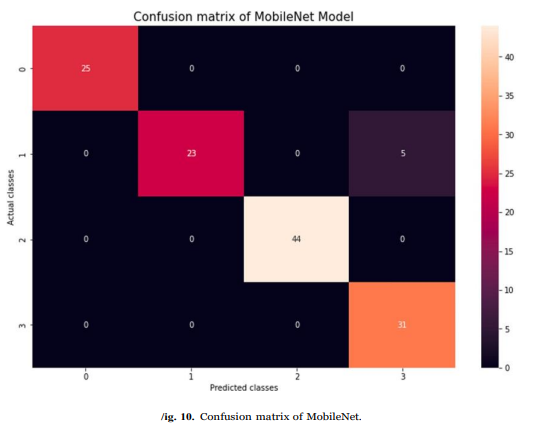 Confusion matrix of MobileNet Model
0
25 0 0 0
1
0 23 0 5
2
0 0 44 0
3
0 0 0 31
0 1 2 3
Actual classes
Predicted classes
40
35
30
25
20
15
10
5
0
/ig. 10. Confusion matrix of MobileNet.